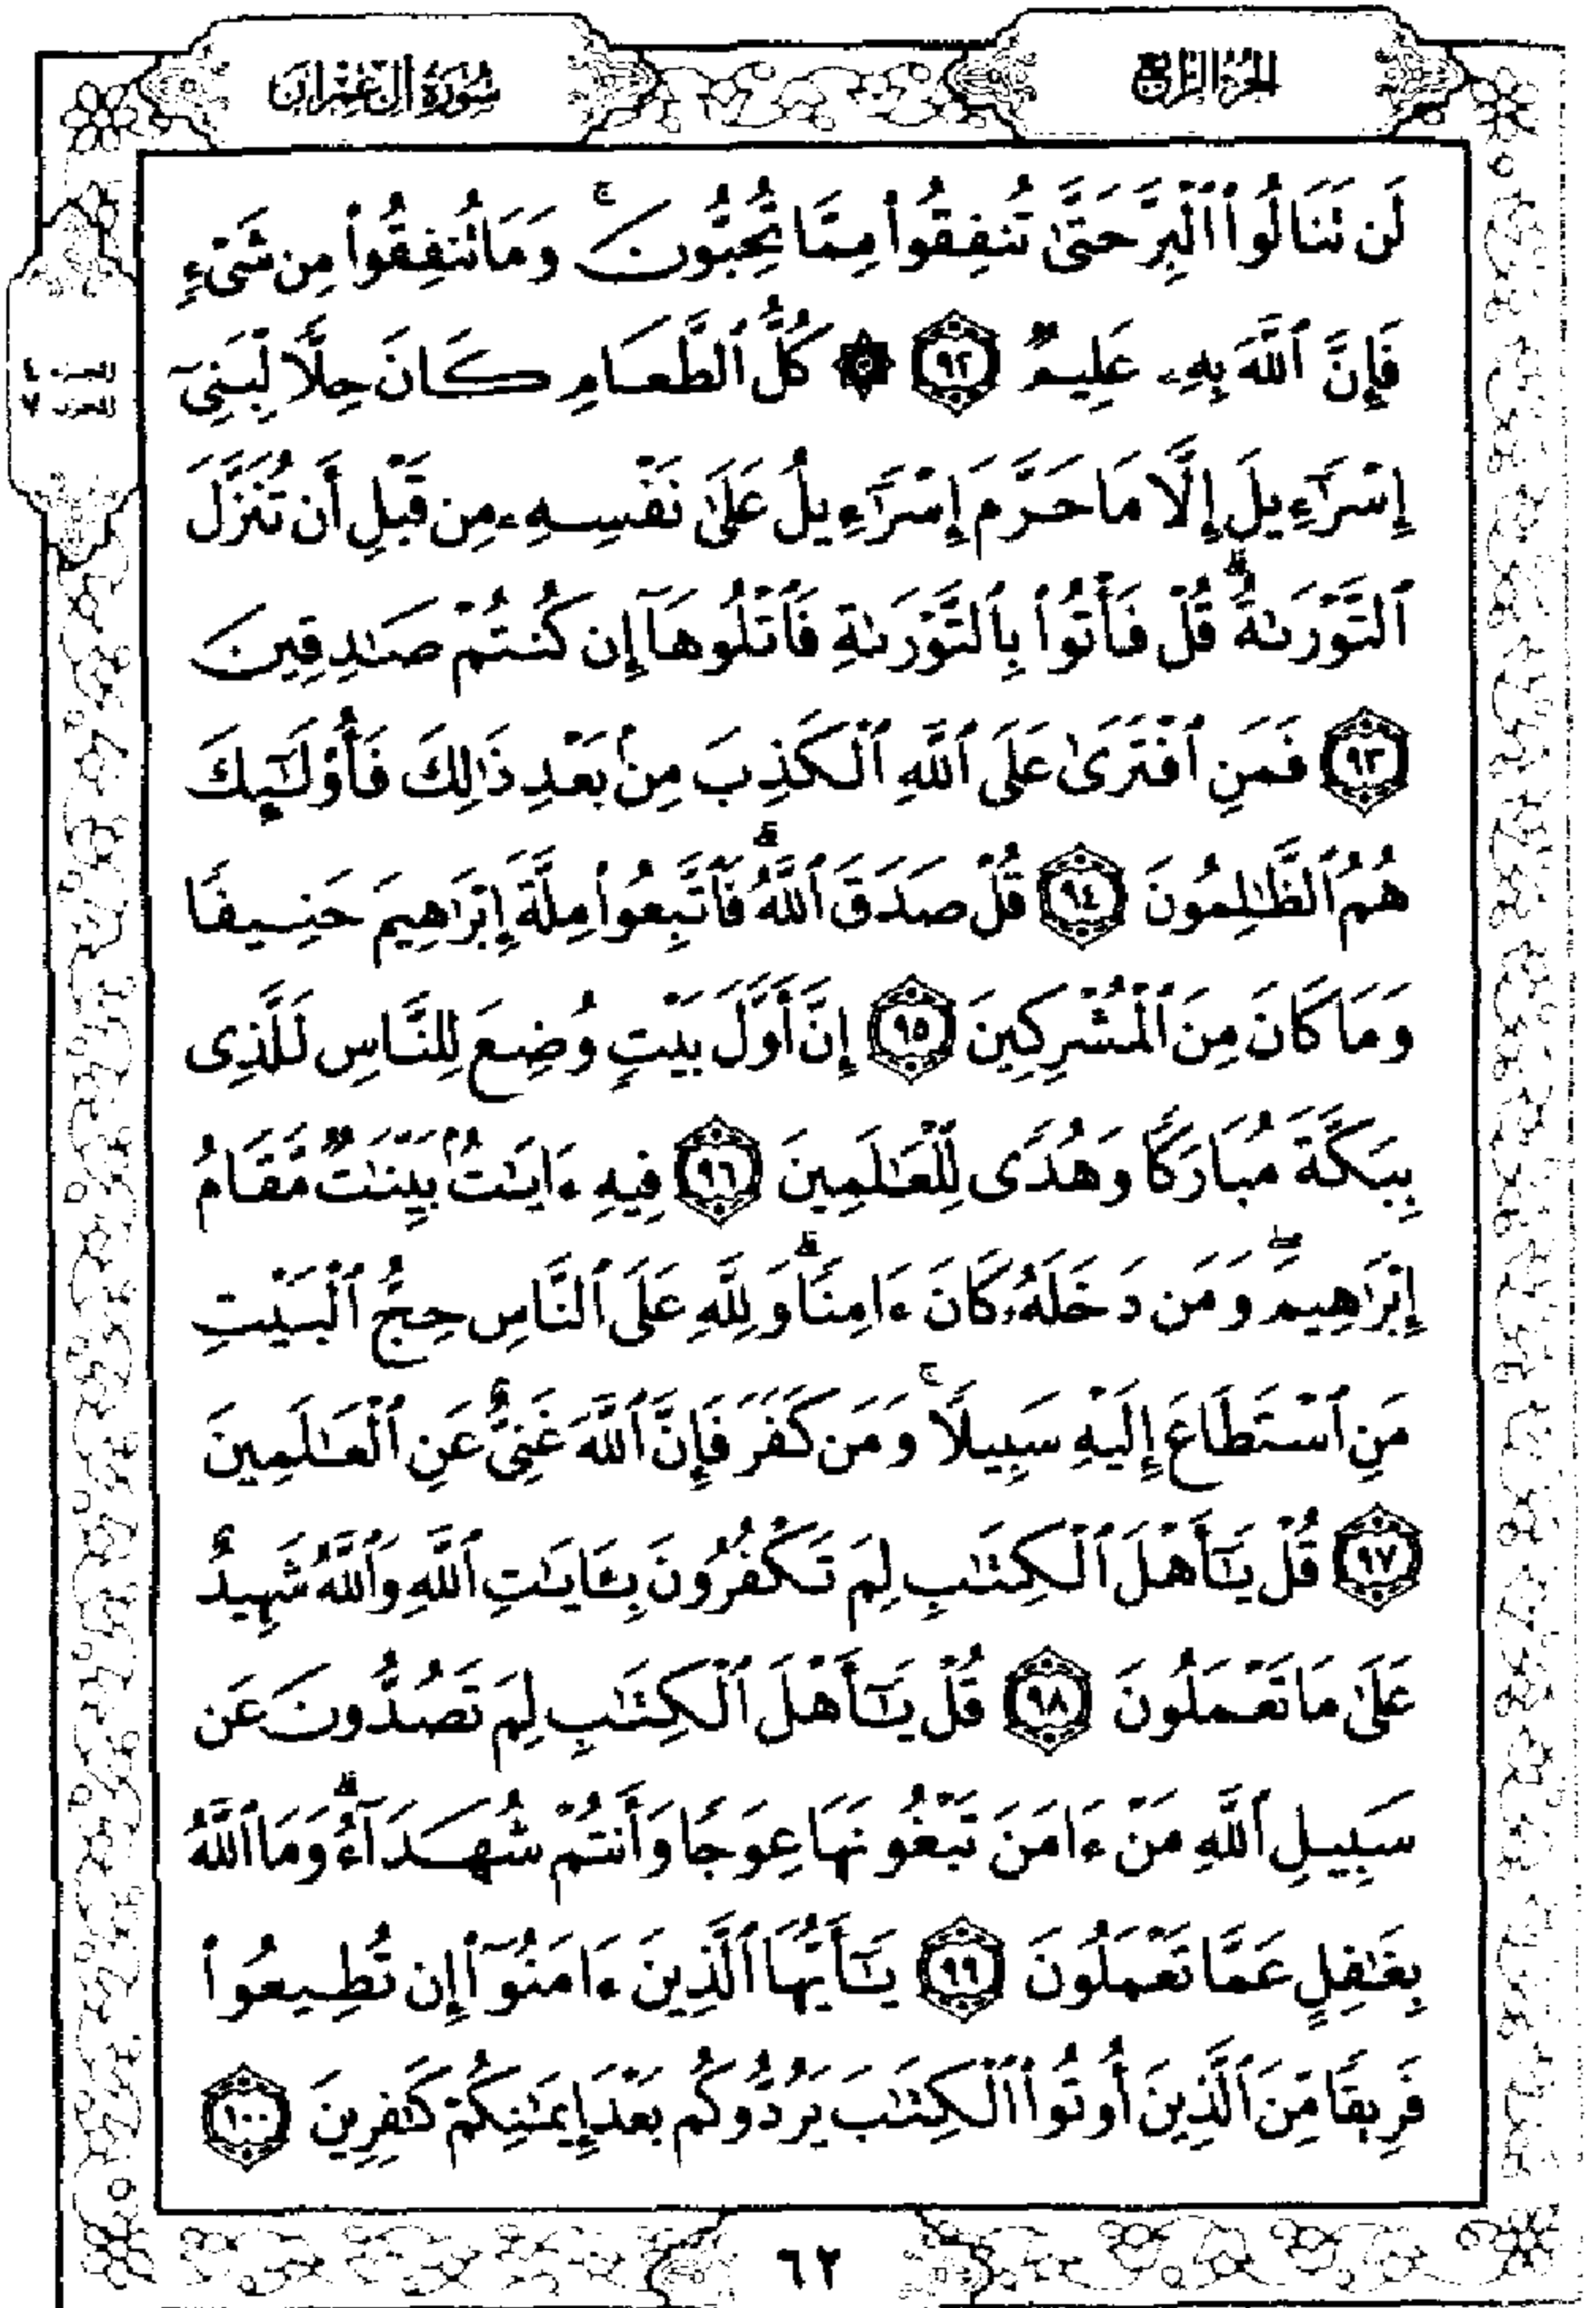 الجزء الرابع
سورة آل عمران
لَن تَنَالُوا۟ ٱلْبِرَّ حَتَّىٰ تُنفِقُوا۟ مِمَّا تُحِبُّونَ ۚ وَمَا تُنفِقُوا۟ مِن شَىْءٍ
فَإِنَّ ٱللَّهَ بِهِۦ عَلِيمٌ ٩٢ ۞ كُلُّ ٱلطَّعَامِ كَانَ حِلًّا لِّبَنِىٓ
إِسْرَٰٓءِيلَ إِلَّا مَا حَرَّمَ إِسْرَٰٓءِيلُ عَلَىٰ نَفْسِهِۦ مِن قَبْلِ أَن تُنَزَّلَ
ٱلتَّوْرَىٰةُ ۗ قُلْ فَأْتُوا۟ بِٱلتَّوْرَىٰةِ فَٱتْلُوهَآ إِن كُنتُمْ صَـٰدِقِينَ
٩٣ فَمَنِ ٱفْتَرَىٰ عَلَى ٱللَّهِ ٱلْكَذِبَ مِنۢ بَعْدِ ذَٰلِكَ فَأُو۟لَـٰٓئِكَ
هُمُ ٱلظَّـٰلِمُونَ ٩٤ قُلْ صَدَقَ ٱللَّهُ ۗ فَٱتَّبِعُوا۟ مِلَّةَ إِبْرَٰهِيمَ حَنِيفًا
وَمَا كَانَ مِنَ ٱلْمُشْرِكِينَ ٩٥ إِنَّ أَوَّلَ بَيْتٍ وُضِعَ لِلنَّاسِ لَلَّذِى
بِبَكَّةَ مُبَارَكًا وَهُدًى لِّلْعَـٰلَمِينَ ٩٦ فِيهِ ءَايَـٰتٌۢ بَيِّنَـٰتٌ مَّقَامُ
إِبْرَٰهِيمَ ۖ وَمَن دَخَلَهُۥ كَانَ ءَامِنًا ۗ وَلِلَّهِ عَلَى ٱلنَّاسِ حِجُّ ٱلْبَيْتِ
مَنِ ٱسْتَطَاعَ إِلَيْهِ سَبِيلًا ۚ وَمَن كَفَرَ فَإِنَّ ٱللَّهَ غَنِىٌّ عَنِ ٱلْعَـٰلَمِينَ
٩٧ قُلْ يَـٰٓأَهْلَ ٱلْكِتَـٰبِ لِمَ تَكْفُرُونَ بِـَٔايَـٰتِ ٱللَّهِ وَٱللَّهُ شَهِيدٌ
عَلَىٰ مَا تَعْمَلُونَ ٩٨ قُلْ يَـٰٓأَهْلَ ٱلْكِتَـٰبِ لِمَ تَصُدُّونَ عَن
سَبِيلِ ٱللَّهِ مَنْ ءَامَنَ تَبْغُونَهَا عِوَجًا وَأَنتُمْ شُهَدَآءُ ۗ وَمَا ٱللَّهُ
بِغَـٰفِلٍ عَمَّا تَعْمَلُونَ ٩٩ يَـٰٓأَيُّهَا ٱلَّذِينَ ءَامَنُوٓا۟ إِن تُطِيعُوا۟
فَرِيقًا مِّنَ ٱلَّذِينَ أُوتُوا۟ ٱلْكِتَـٰبَ يَرُدُّوكُم بَعْدَ إِيمَـٰنِكُمْ كَـٰفِرِينَ ١٠٠
٦٢